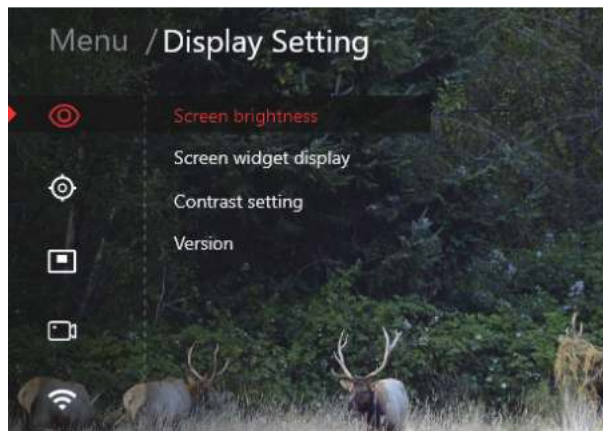 Menu / Display Setting
Screen brightness
Screen widget display
Contrast setting
Version